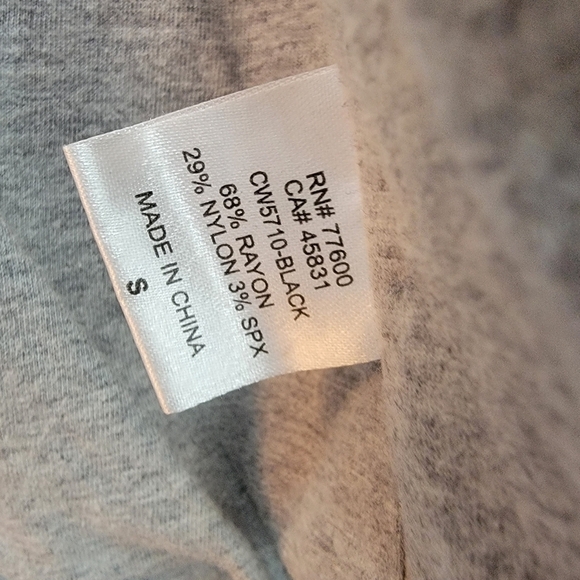 RN# 77600
CA# 45831
CW5710-BLACK
68% RAYON
29% NYLON 3% SPX
MADE IN CHINA
S